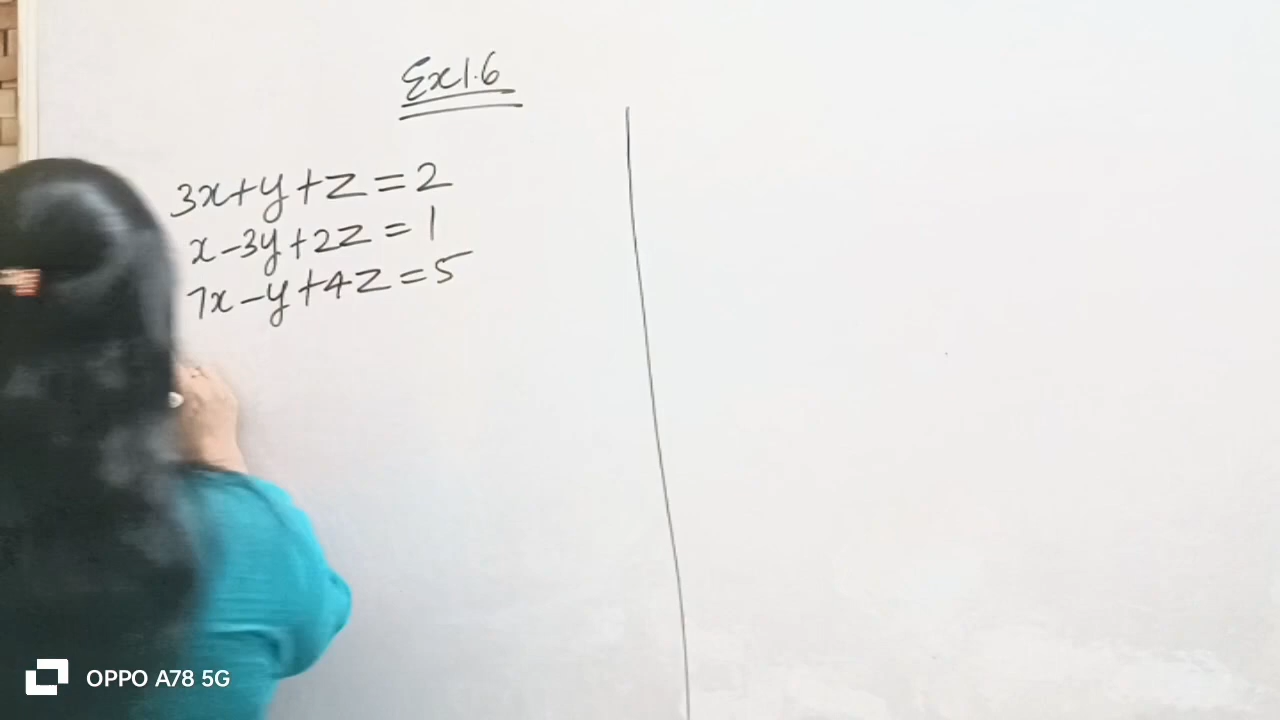 Ex1.6
3x+y+z=2
x-3y+2z=1
7x-y+4z=5
OPPO A78 5G